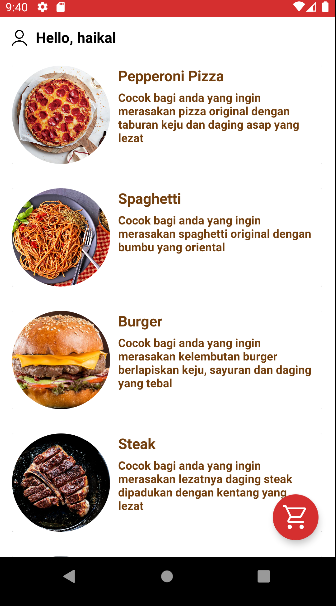 9:40
Hello, haikal
Pepperoni Pizza
Cocok bagi anda yang ingin
merasakan pizza original dengan
taburan keju dan daging asap yang
lezat
Spaghetti
Cocok bagi anda yang ingin
merasakan spaghetti original dengan
bumbu yang oriental
Burger
Cocok bagi anda yang ingin
merasakan kelembutan burger
berlapiskan keju, sayuran dan daging
yang tebal
Steak
Cocok bagi anda yang ingin
merasakan lezatnya daging steak
dipadukan dengan kentang yang
lezat